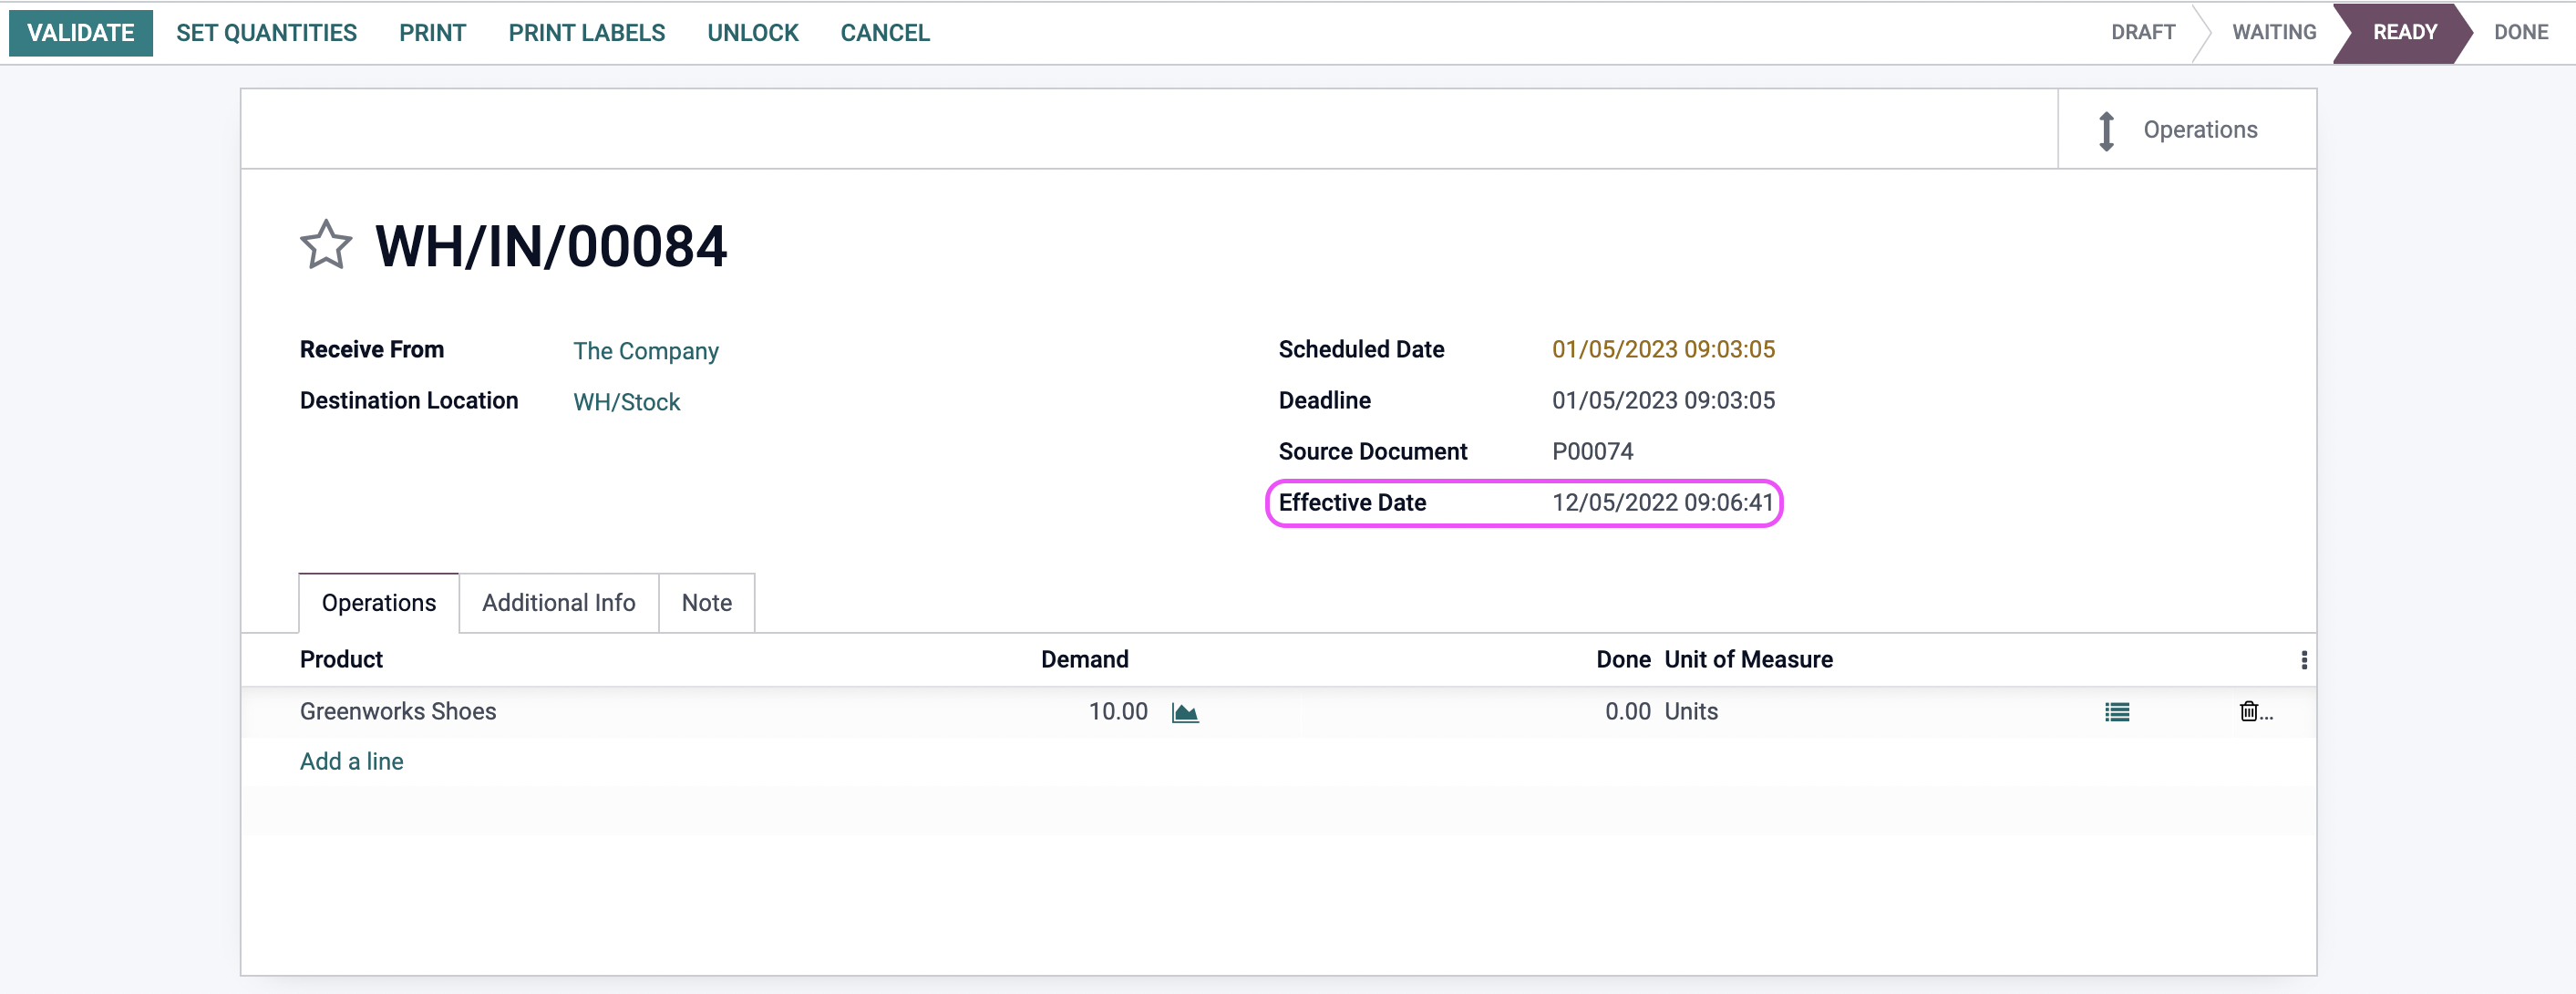 VALIDATE SET QUANTITIES PRINT PRINT LABELS UNLOCK CANCEL DRAFT WAITING READY DONE
Operations
WH/IN/00084
Receive From The Company Scheduled Date 01/05/2023 09:03:05
Destination Location WH/Stock Deadline 01/05/2023 09:03:05
Source Document P00074
Effective Date 12/05/2022 09:06:41
Operations Additional Info Note
Product Demand Done Unit of Measure
Greenworks Shoes 10.00 0.00 Units ...
Add a line